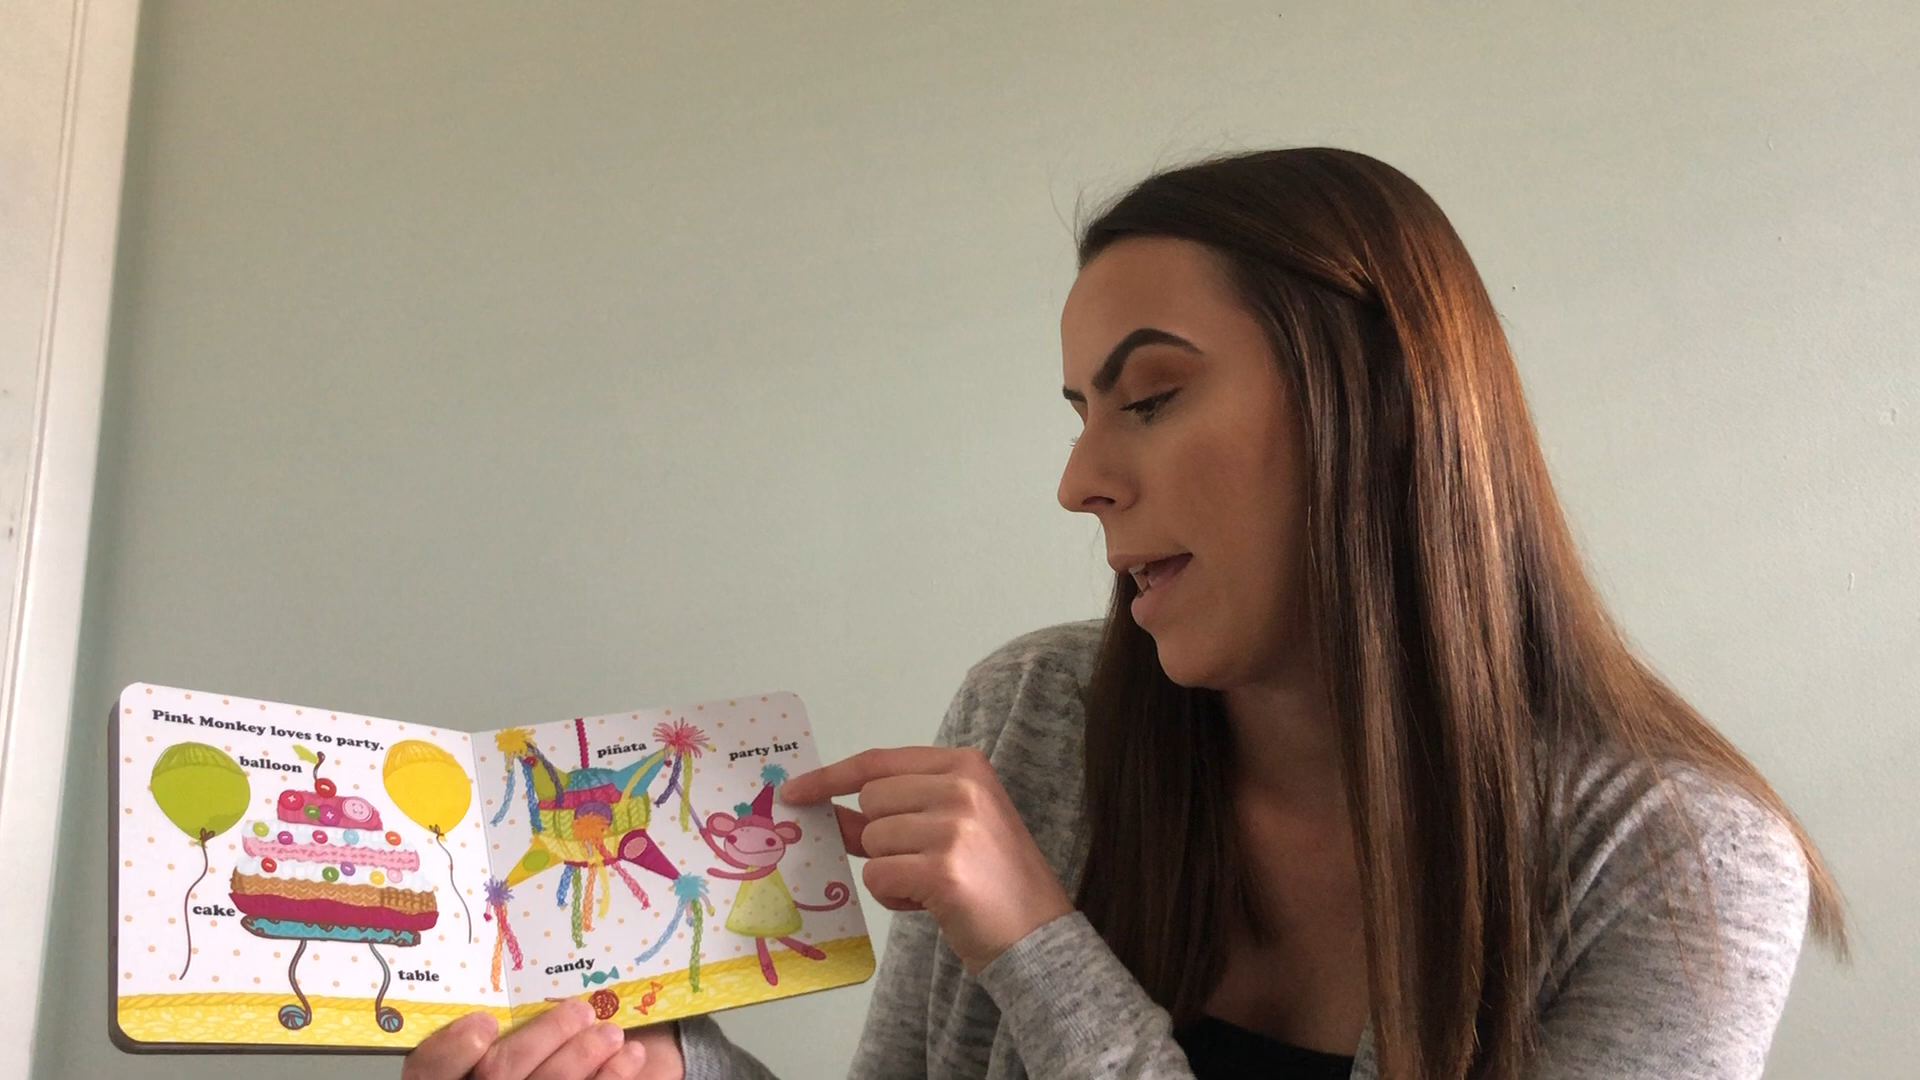 Pink Monkey loves to party.
balloon
cake
table
piñata
party hat
candy